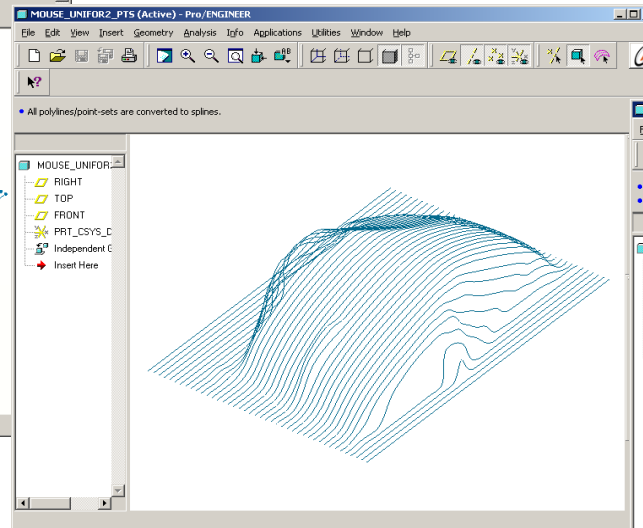 MOUSE_UNIFOR2_PTS (Active) - Pro/ENGINEER
File Edit View Insert Geometry Analysis Info Applications Utilities Window Help
All polylines/point-sets are converted to splines.
MOUSE_UNIFOR
RIGHT
TOP
FRONT
PRT_CSYS_D
Independent G
Insert Here